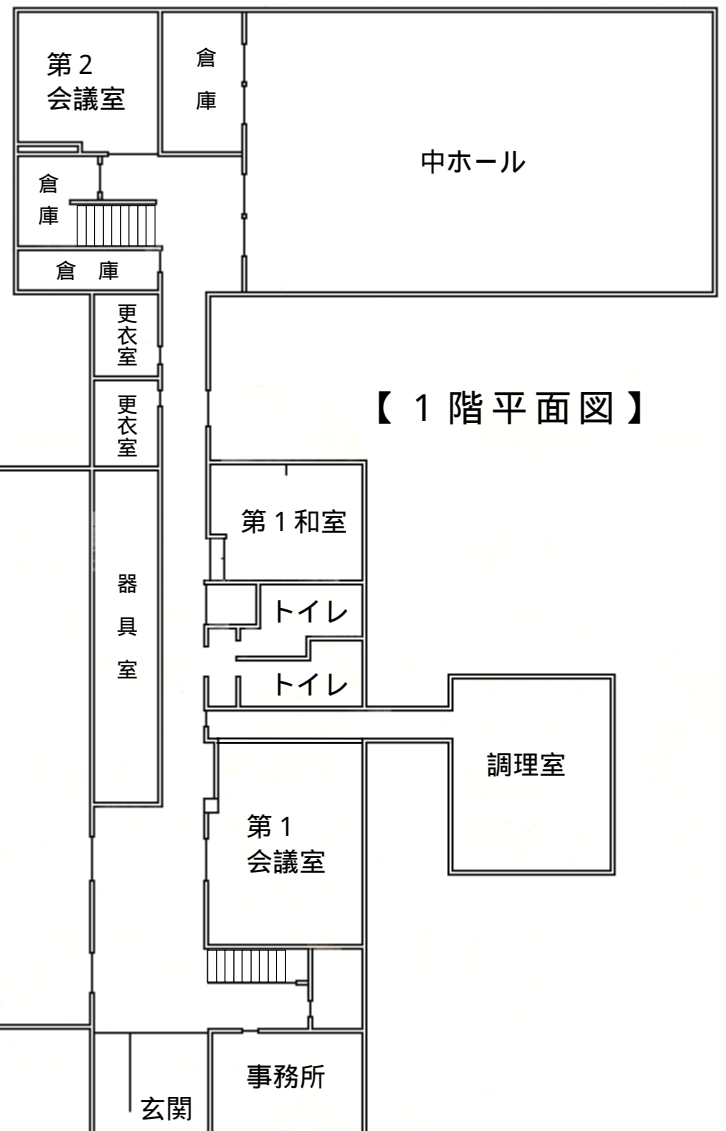 第２
会議室
倉
庫
中ホール
倉
庫
倉 庫
更
衣
室
【 １ 階 平 面 図 】
更
衣
室
第１和室
器
具
室
トイレ
トイレ
調理室
第１
会議室
事務所
玄関